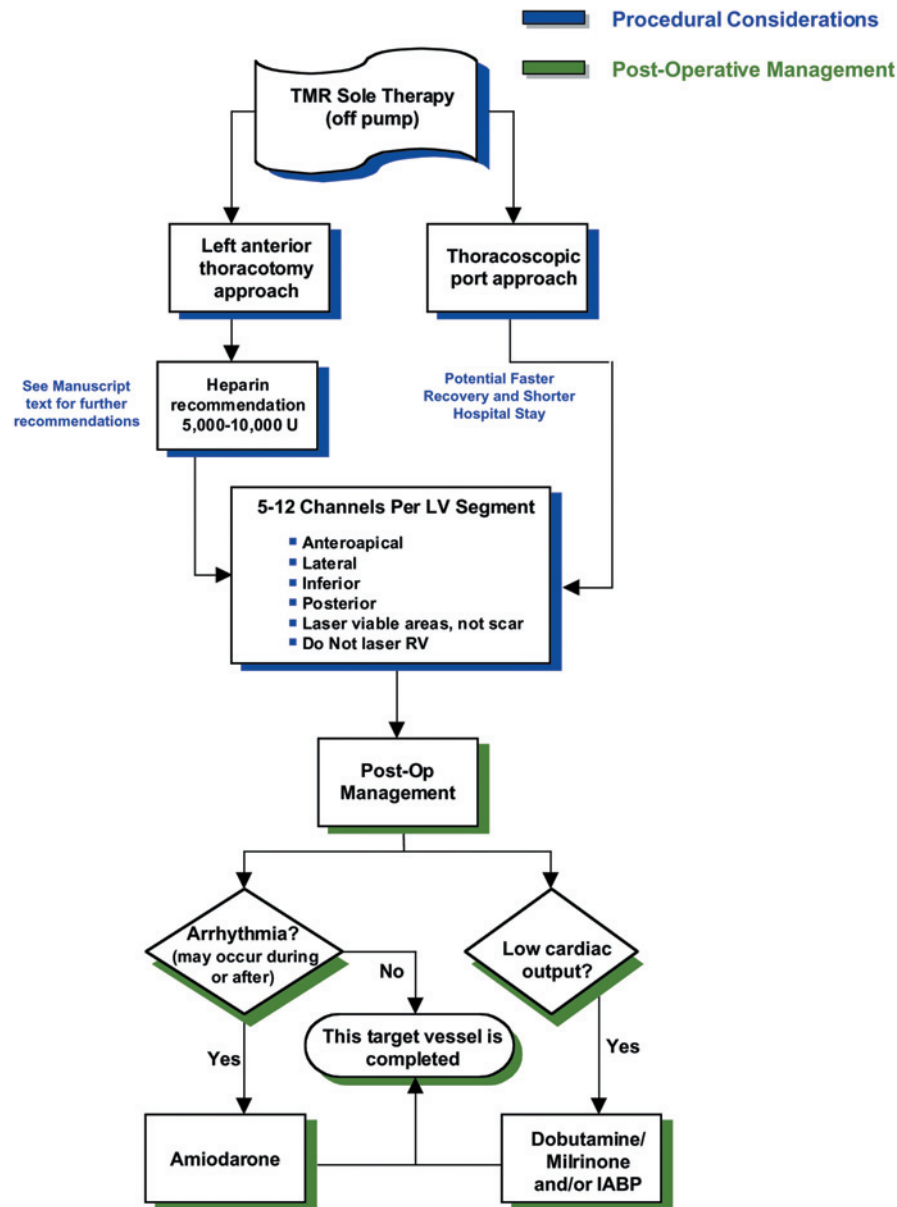 Procedural Considerations
Post-Operative Management
TMR Sole Therapy
(off pump)
Left anterior
thoracotomy
approach
Thoracoscopic
port approach
See Manuscript
text for further
recommendations
Heparin
recommendation
5,000-10,000 U
Potential Faster
Recovery and Shorter
Hospital Stay
5-12 Channels Per LV Segment
Anteroapical
Lateral
Inferior
Posterior
Laser viable areas, not scar
Do Not laser RV
Post-Op
Management
Arrhythmia?
(may occur during
or after)
Low cardiac
output?
No
This target vessel is
completed
Yes
Yes
Amiodarone
Dobutamine/
Milrinone
and/or IABP